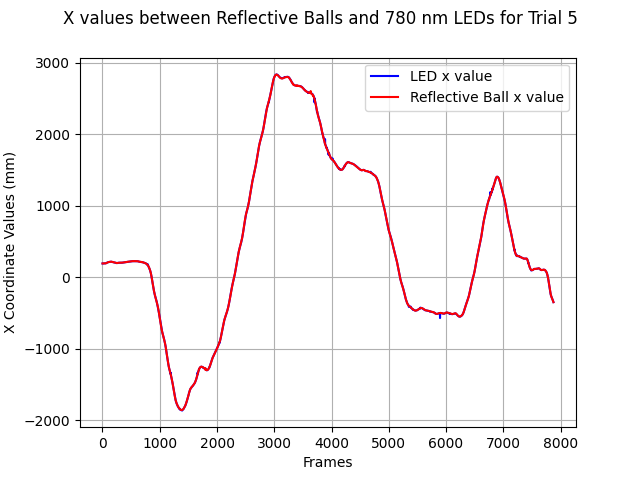 X values between Reflective Balls and 780 nm LEDs for Trial 5
LED x value
Reflective Ball x value
X Coordinate Values (mm)
3000
2000
1000
0
−1000
−2000
0 1000 2000 3000 4000 5000 6000 7000 8000
Frames